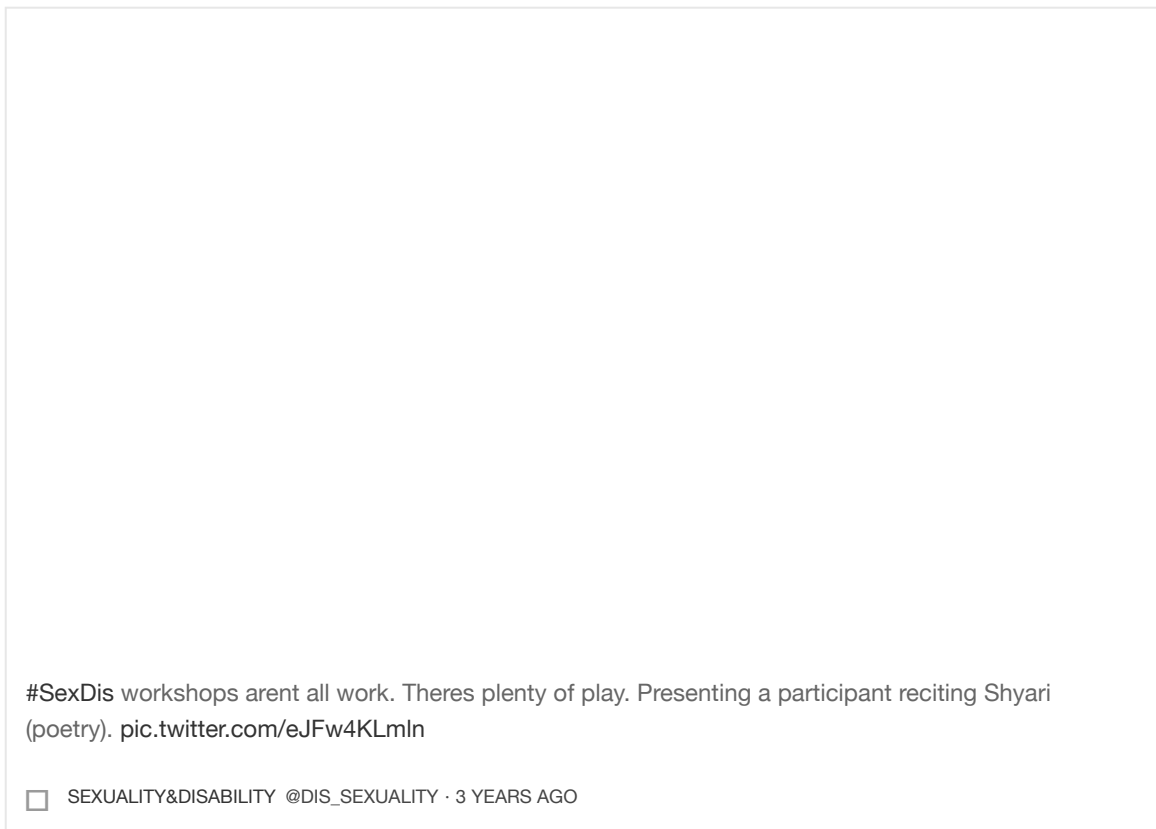 #SexDis workshops arent all work. Theres plenty of play. Presenting a participant reciting Shyari
(poetry). pic.twitter.com/eJFw4KLmln
SEXUALITY&DISABILITY @DIS_SEXUALITY · 3 YEARS AGO